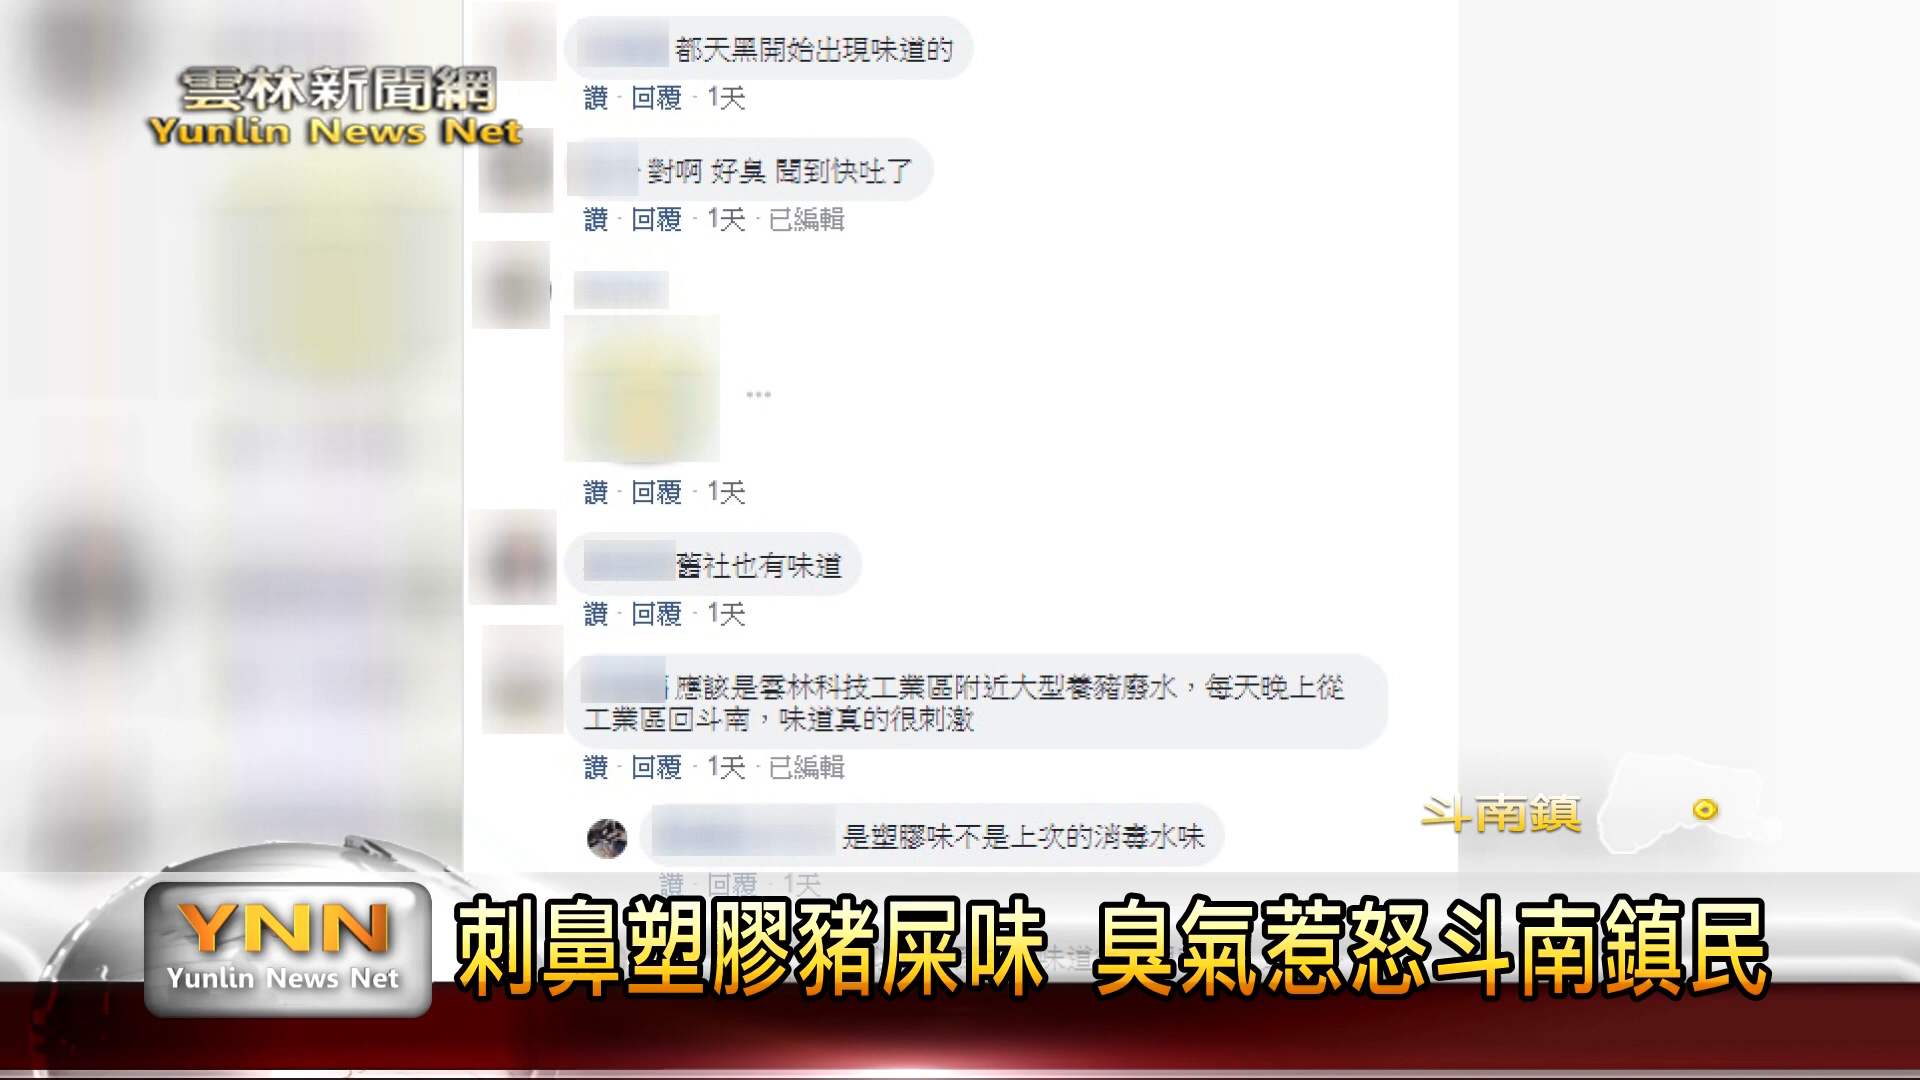 都天黑開始出現味道的
讚 · 回覆 · 1天
雲林新聞網
Yunlin News Net
對啊 好臭 聞到快吐了
讚 · 回覆 · 1天 · 已編輯
讚 · 回覆 · 1天
舊社也有味道
讚 · 回覆 · 1天
應該是雲林科技工業區附近大型養豬廢水，每天晚上從
工業區回斗南，味道真的很刺激
讚 · 回覆 · 1天 · 已編輯
斗南鎮
是塑膠味不是上次的消毒水味
讚 · 回覆 · 1天
YNN
Yunlin News Net
刺鼻塑膠豬屎味 臭氣惹怒斗南鎮民